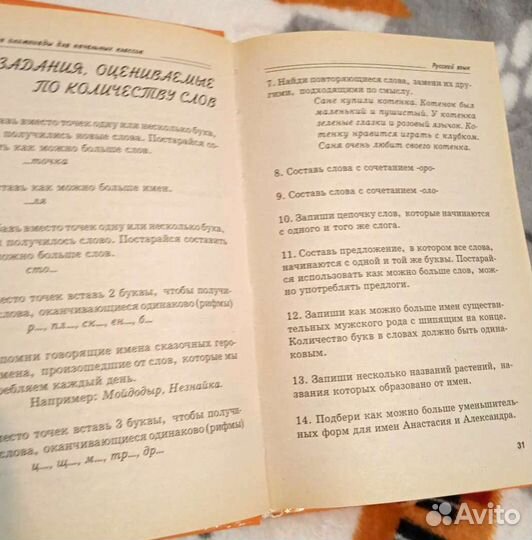 олимпиады для начальных классов
ЗАДАНИЯ, ОЦЕНИВАЕМЫЕ
ПО КОЛИЧЕСТВУ СЛОВ
вместо точек одну или несколько букв,
получились новые слова. Постарайся со-
как можно больше слов.
...точка
как можно больше имен.
...ля
вместо точек одну или несколько букв,
получилось слово. Постарайся составить
можно больше слов.
сто...
вместо точек вставь 2 буквы, чтобы получи-
слова, оканчивающиеся одинаково (рифмы)
р..., пл..., ск..., ен..., б...
говорящие имена сказочных геро-
имена, произошедшие от слов, которые мы
каждый день.
Например: Мойдодыр, Незнайка.
точек вставь 3 буквы, чтобы получи-
слова, оканчивающиеся одинаково (рифмы)
ц..., щ..., м..., тр..., др...
Русский язык
7. Найди повторяющиеся слова, замени их дру-
гими, подходящими по смыслу.
Сане купили котенка. Котенок был
маленький и пушистый. У котенка
зеленые глазки и розовый язычок. Ко-
тенку нравится играть с клубком.
Саня очень любит своего котенка.
8. Составь слова с сочетанием -оро-
9. Составь слова с сочетанием -оло-
10. Запиши цепочку слов, которые начинаются
с одного и того же слога.
11. Составь предложение, в котором все слова,
начинаются с одной и той же буквы. Постарай-
ся использовать как можно больше слов, мож-
но употреблять предлоги.
12. Запиши как можно больше имен существи-
тельных мужского рода с шипящим на конце.
Количество букв в словах должно быть одина-
ковым.
13. Запиши несколько названий растений, на-
звания которых образовано от имен.
14. Подбери как можно больше уменьшитель-
ных форм для имен Анастасия и Александра.
31
Avito